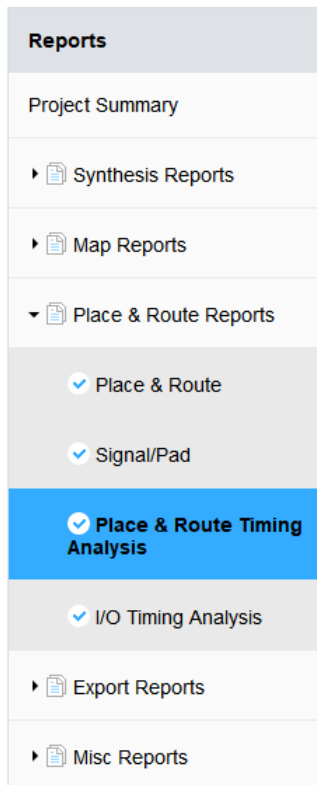 Reports
Project Summary
Synthesis Reports
Map Reports
Place & Route Reports
Place & Route
Signal/Pad
Place & Route Timing
Analysis
I/O Timing Analysis
Export Reports
Misc Reports